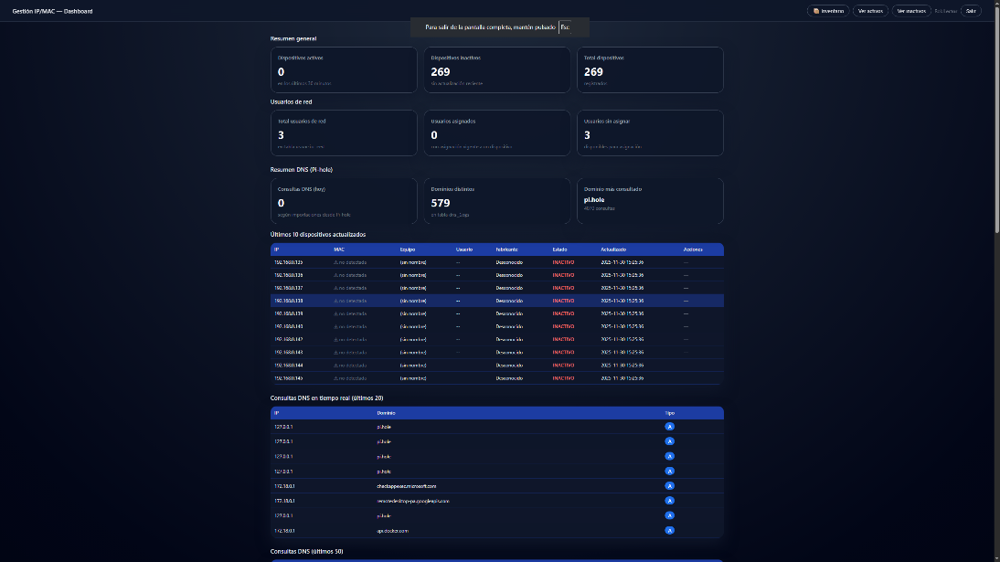 Gestión IP/MAC — Dashboard
Inventario Ver activos Ver inactivos Salir
Para salir de la pantalla completa, mantén pulsado Esc
Resumen general
Dispositivos activos Dispositivos inactivos Total dispositivos
0 269 269
en los últimos minutos sin actualización reciente registrados
Usuarios de red
Total usuarios de red Usuarios asignados Usuarios sin asignar
3 0 3
disponibles para asignación
Resumen DNS (Pi-hole)
Consultas DNS (hoy) Dominios distintos Dominio más consultado
0 579 pi.hole
según importaciones desde Pi-hole en tabla dns_logs consultas
Últimos 10 dispositivos actualizados
IP MAC Equipo Usuario Fabricante Estado Actualizado Acciones
192.168.0.135 ⚠ no detectada (sin nombre) — Desconocido INACTIVO 2025-11-30 15:25:36 —
192.168.0.136 ⚠ no detectada (sin nombre) — Desconocido INACTIVO 2025-11-30 15:25:36 —
192.168.0.137 ⚠ no detectada (sin nombre) — Desconocido INACTIVO 2025-11-30 15:25:36 —
192.168.0.138 ⚠ no detectada (sin nombre) — Desconocido INACTIVO 2025-11-30 15:25:36 —
192.168.0.139 ⚠ no detectada (sin nombre) — Desconocido INACTIVO 2025-11-30 15:25:36 —
192.168.0.140 ⚠ no detectada (sin nombre) — Desconocido INACTIVO 2025-11-30 15:25:36 —
192.168.0.142 ⚠ no detectada (sin nombre) — Desconocido INACTIVO 2025-11-30 15:25:36 —
192.168.0.143 ⚠ no detectada (sin nombre) — Desconocido INACTIVO 2025-11-30 15:25:36 —
192.168.0.144 ⚠ no detectada (sin nombre) Desconocido INACTIVO 2025-11-30 15:25:36
192.168.0.145 ⚠ no detectada (sin nombre) Desconocido INACTIVO 2025-11-30 15:25:36
Consultas DNS en tiempo real (últimos 20)
IP Dominio Tipo
127.0.0.1 pi.hole A
127.0.0.1 pi.hole A
127.0.0.1 pi.hole A
127.0.0.1 pi.hole A
172.18.0.1 checkappexec.microsoft.com A
172.18.0.1 remotedesktop-pa.googleapis.com A
127.0.0.1 pi.hole A
172.18.0.1 api.docker.com A
Consultas DNS (últimos 50)